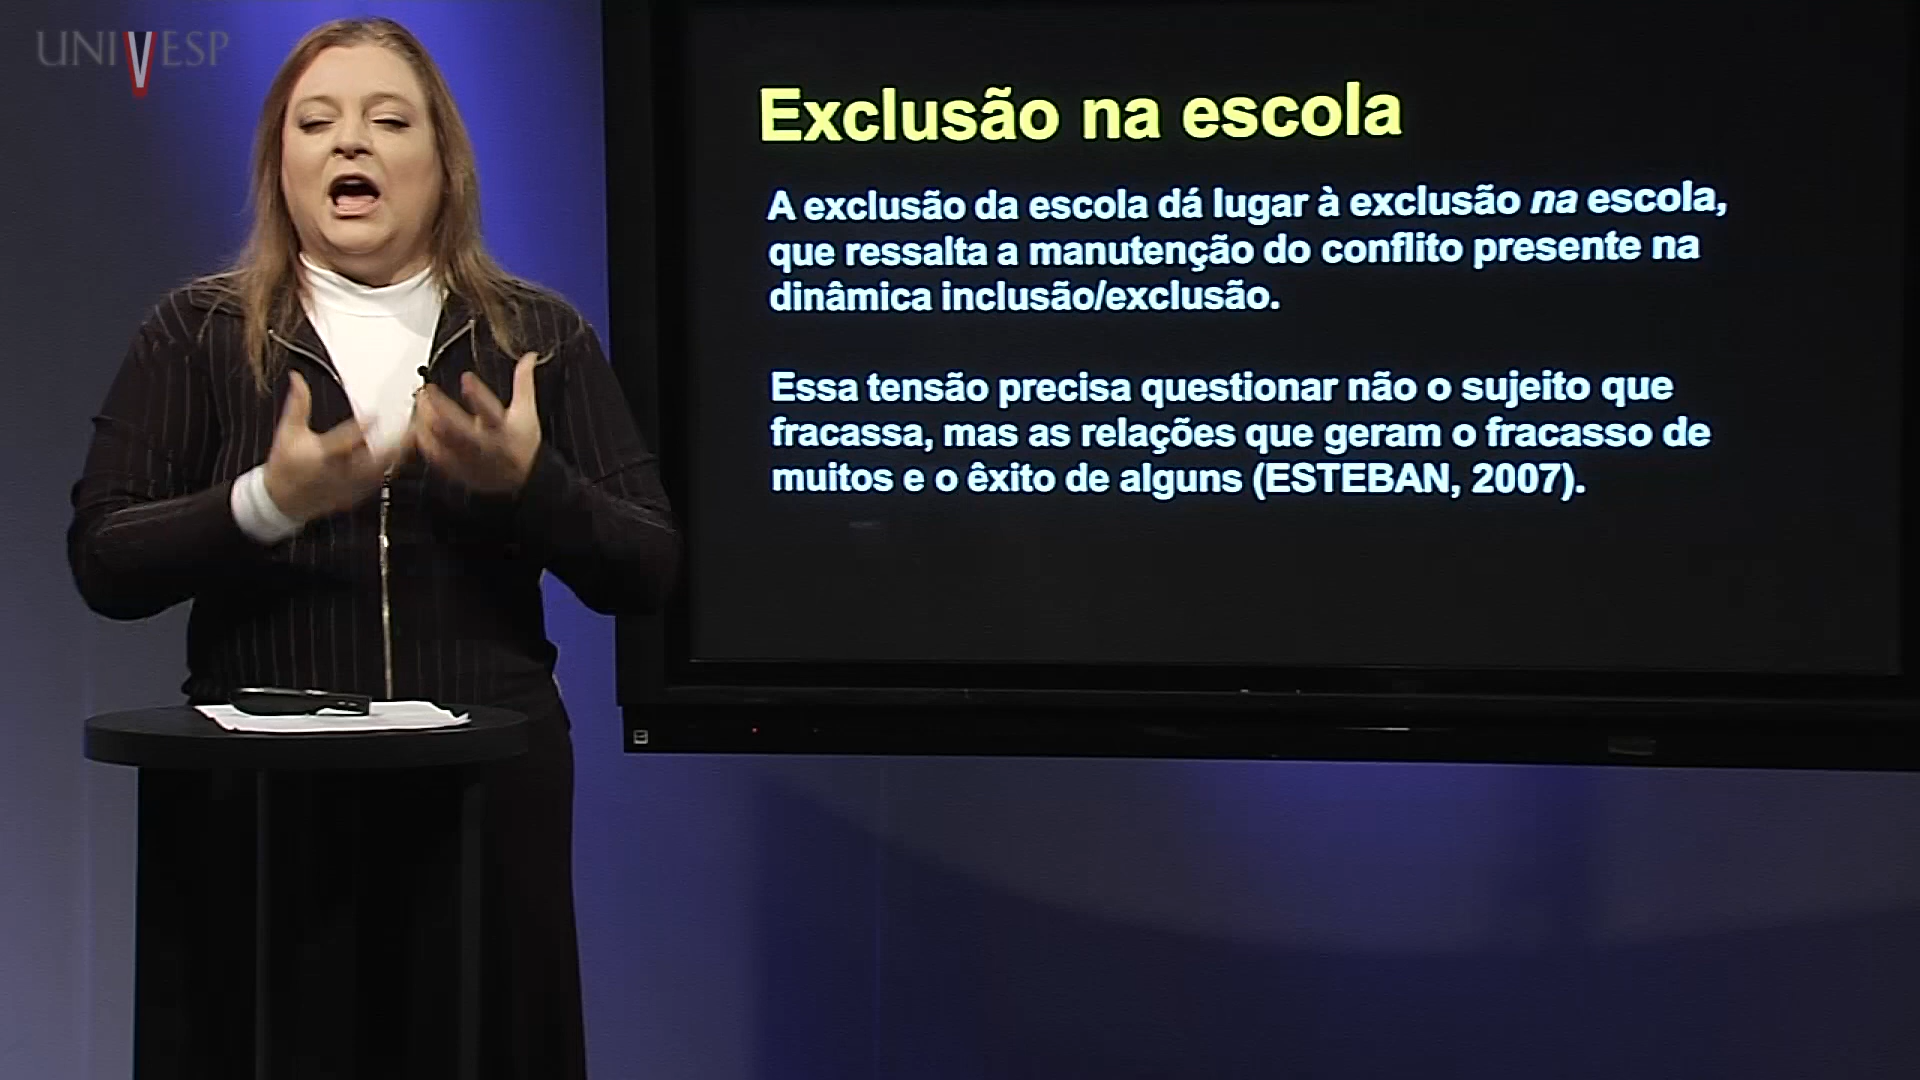 UNIVESP
Exclusão na escola
A exclusão da escola dá lugar à exclusão na escola,
que ressalta a manutenção do conflito presente na
dinâmica inclusão/exclusão.
Essa tensão precisa questionar não o sujeito que
fracassa, mas as relações que geram o fracasso de
muitos e o êxito de alguns (ESTEBAN, 2007).